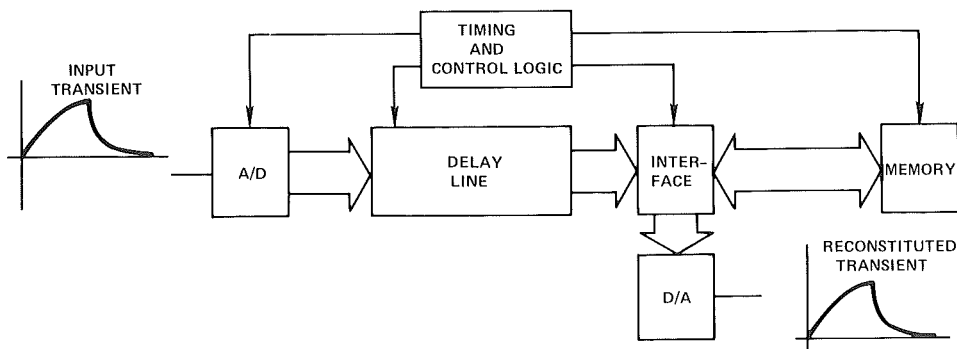 TIMING
AND
CONTROL LOGIC
INPUT
TRANSIENT
A/D
DELAY
LINE
INTER-
FACE
MEMORY
D/A
RECONSTITUTED
TRANSIENT